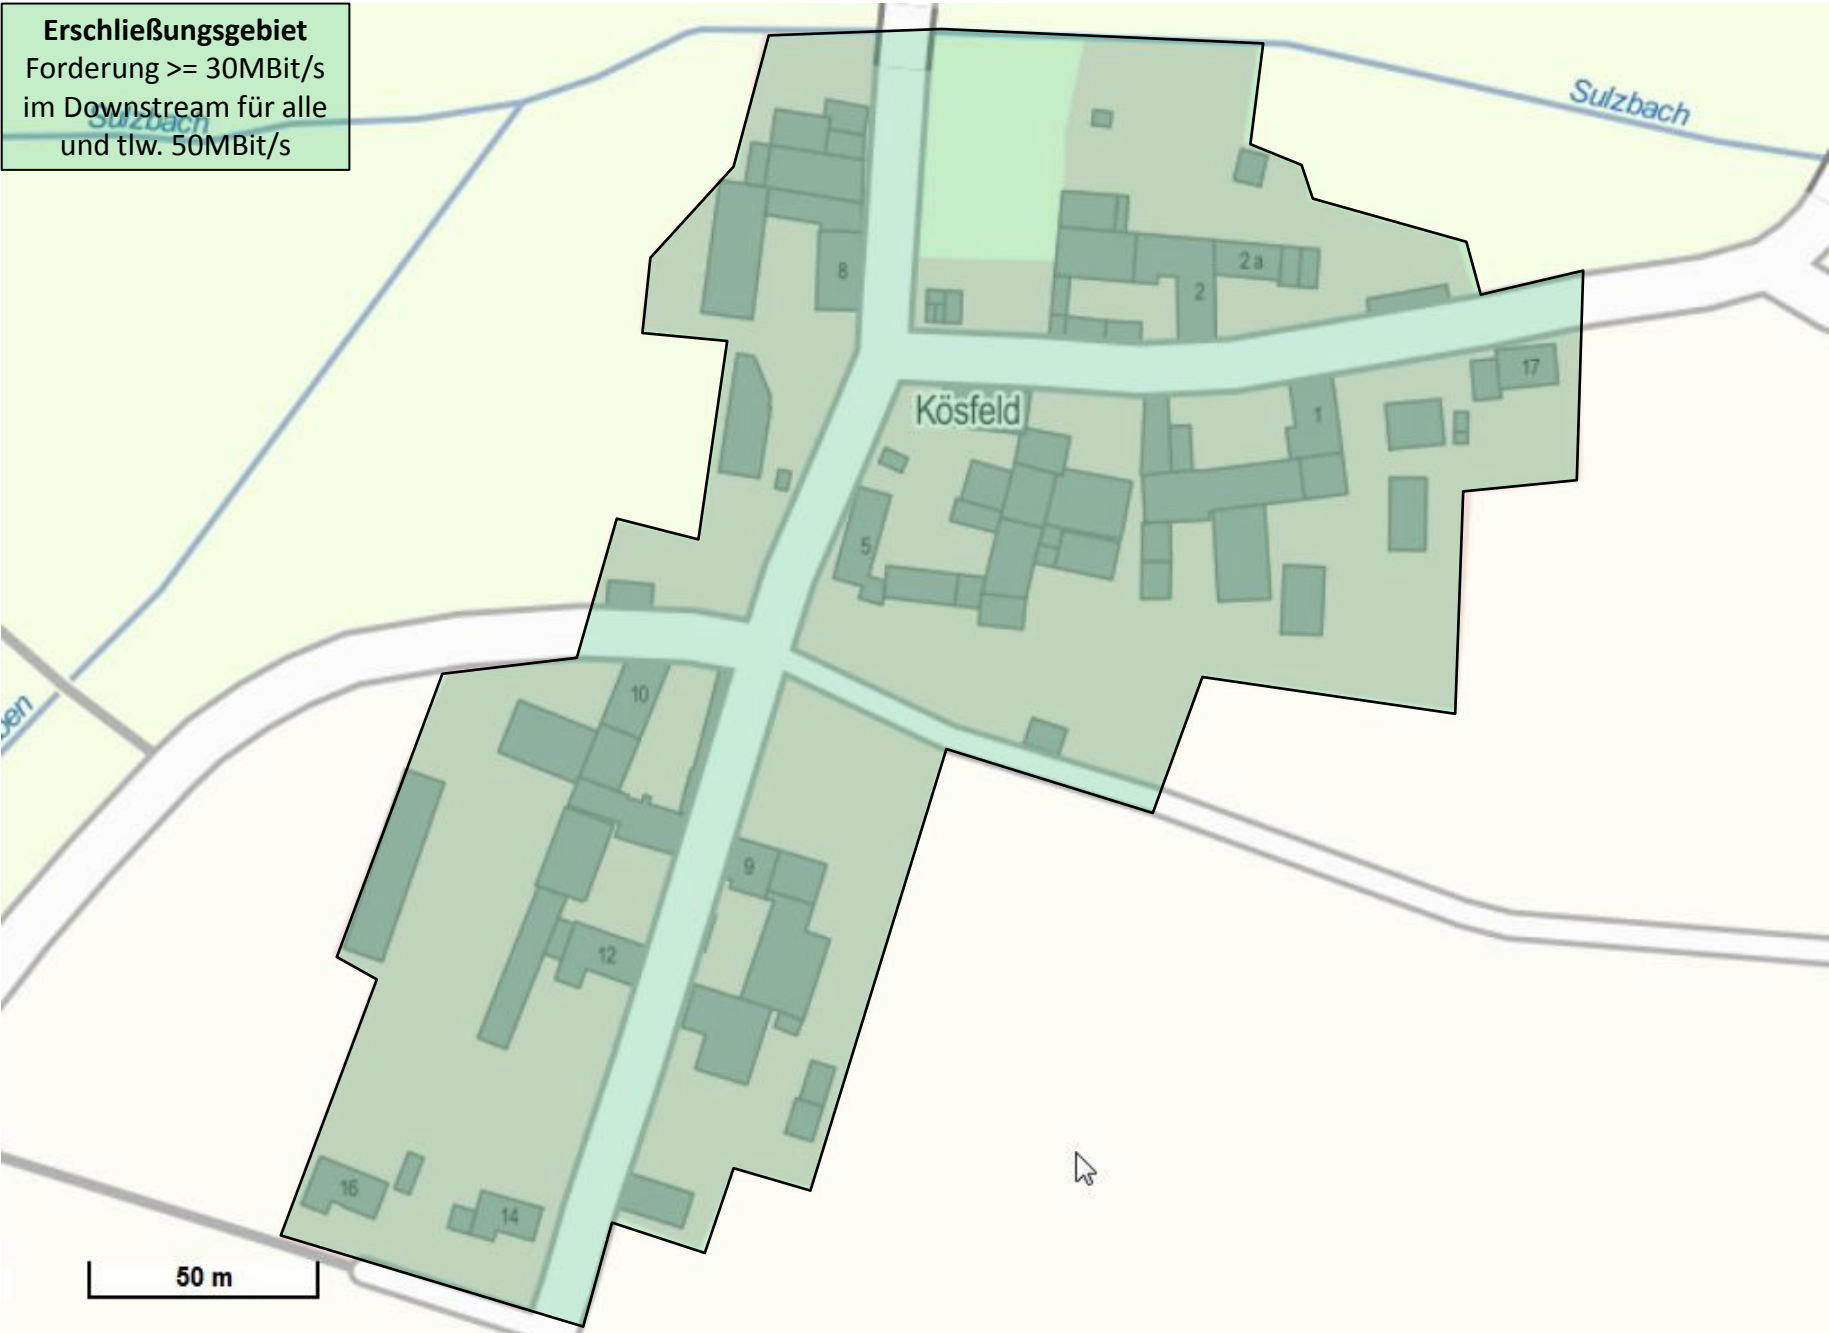 Erschließungsgebiet
Forderung >= 30MBit/s
im Downstream für alle
und tlw. 50MBit/s
Sulzbach
Sulzbach
8
2 a
2
17
1
Kösfeld
5
10
9
12
16
14
50 m